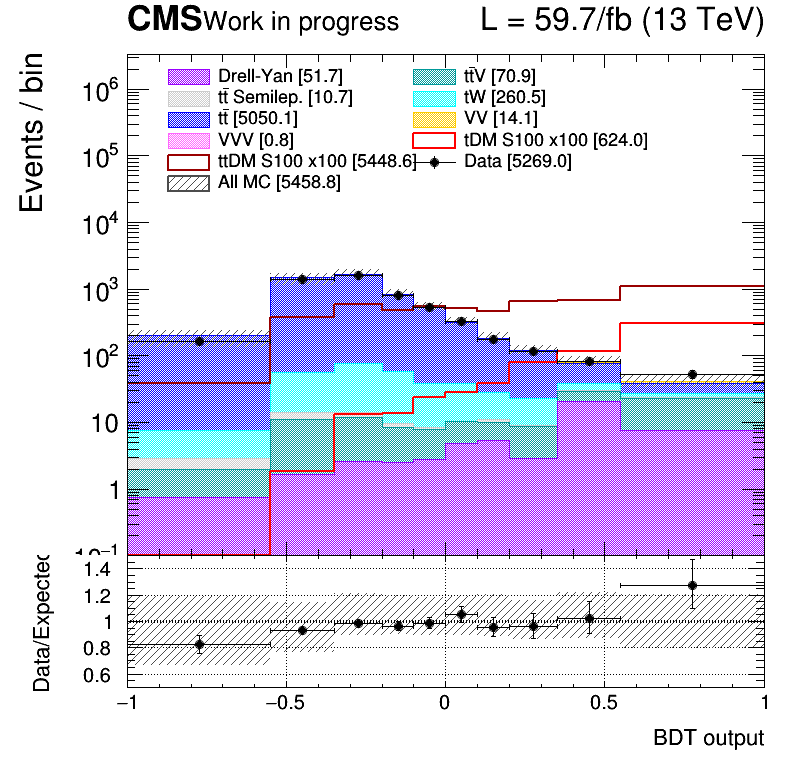 CMS Work in progress L = 59.7/fb (13 TeV)
Events / bin
Drell-Yan [51.7] tt̄V [70.9]
tt̄ Semilep. [10.7] tW [260.5]
tt̄ [5050.1] VV [14.1]
VVV [0.8] tDM S100 x100 [624.0]
ttDM S100 x100 [5448.6] Data [5269.0]
All MC [5458.8]
10⁶
10⁵
10⁴
10³
10²
10
1
10⁻¹
Data/Expected
1.4
1.2
1
0.8
0.6
−1 −0.5 0 0.5 1
BDT output